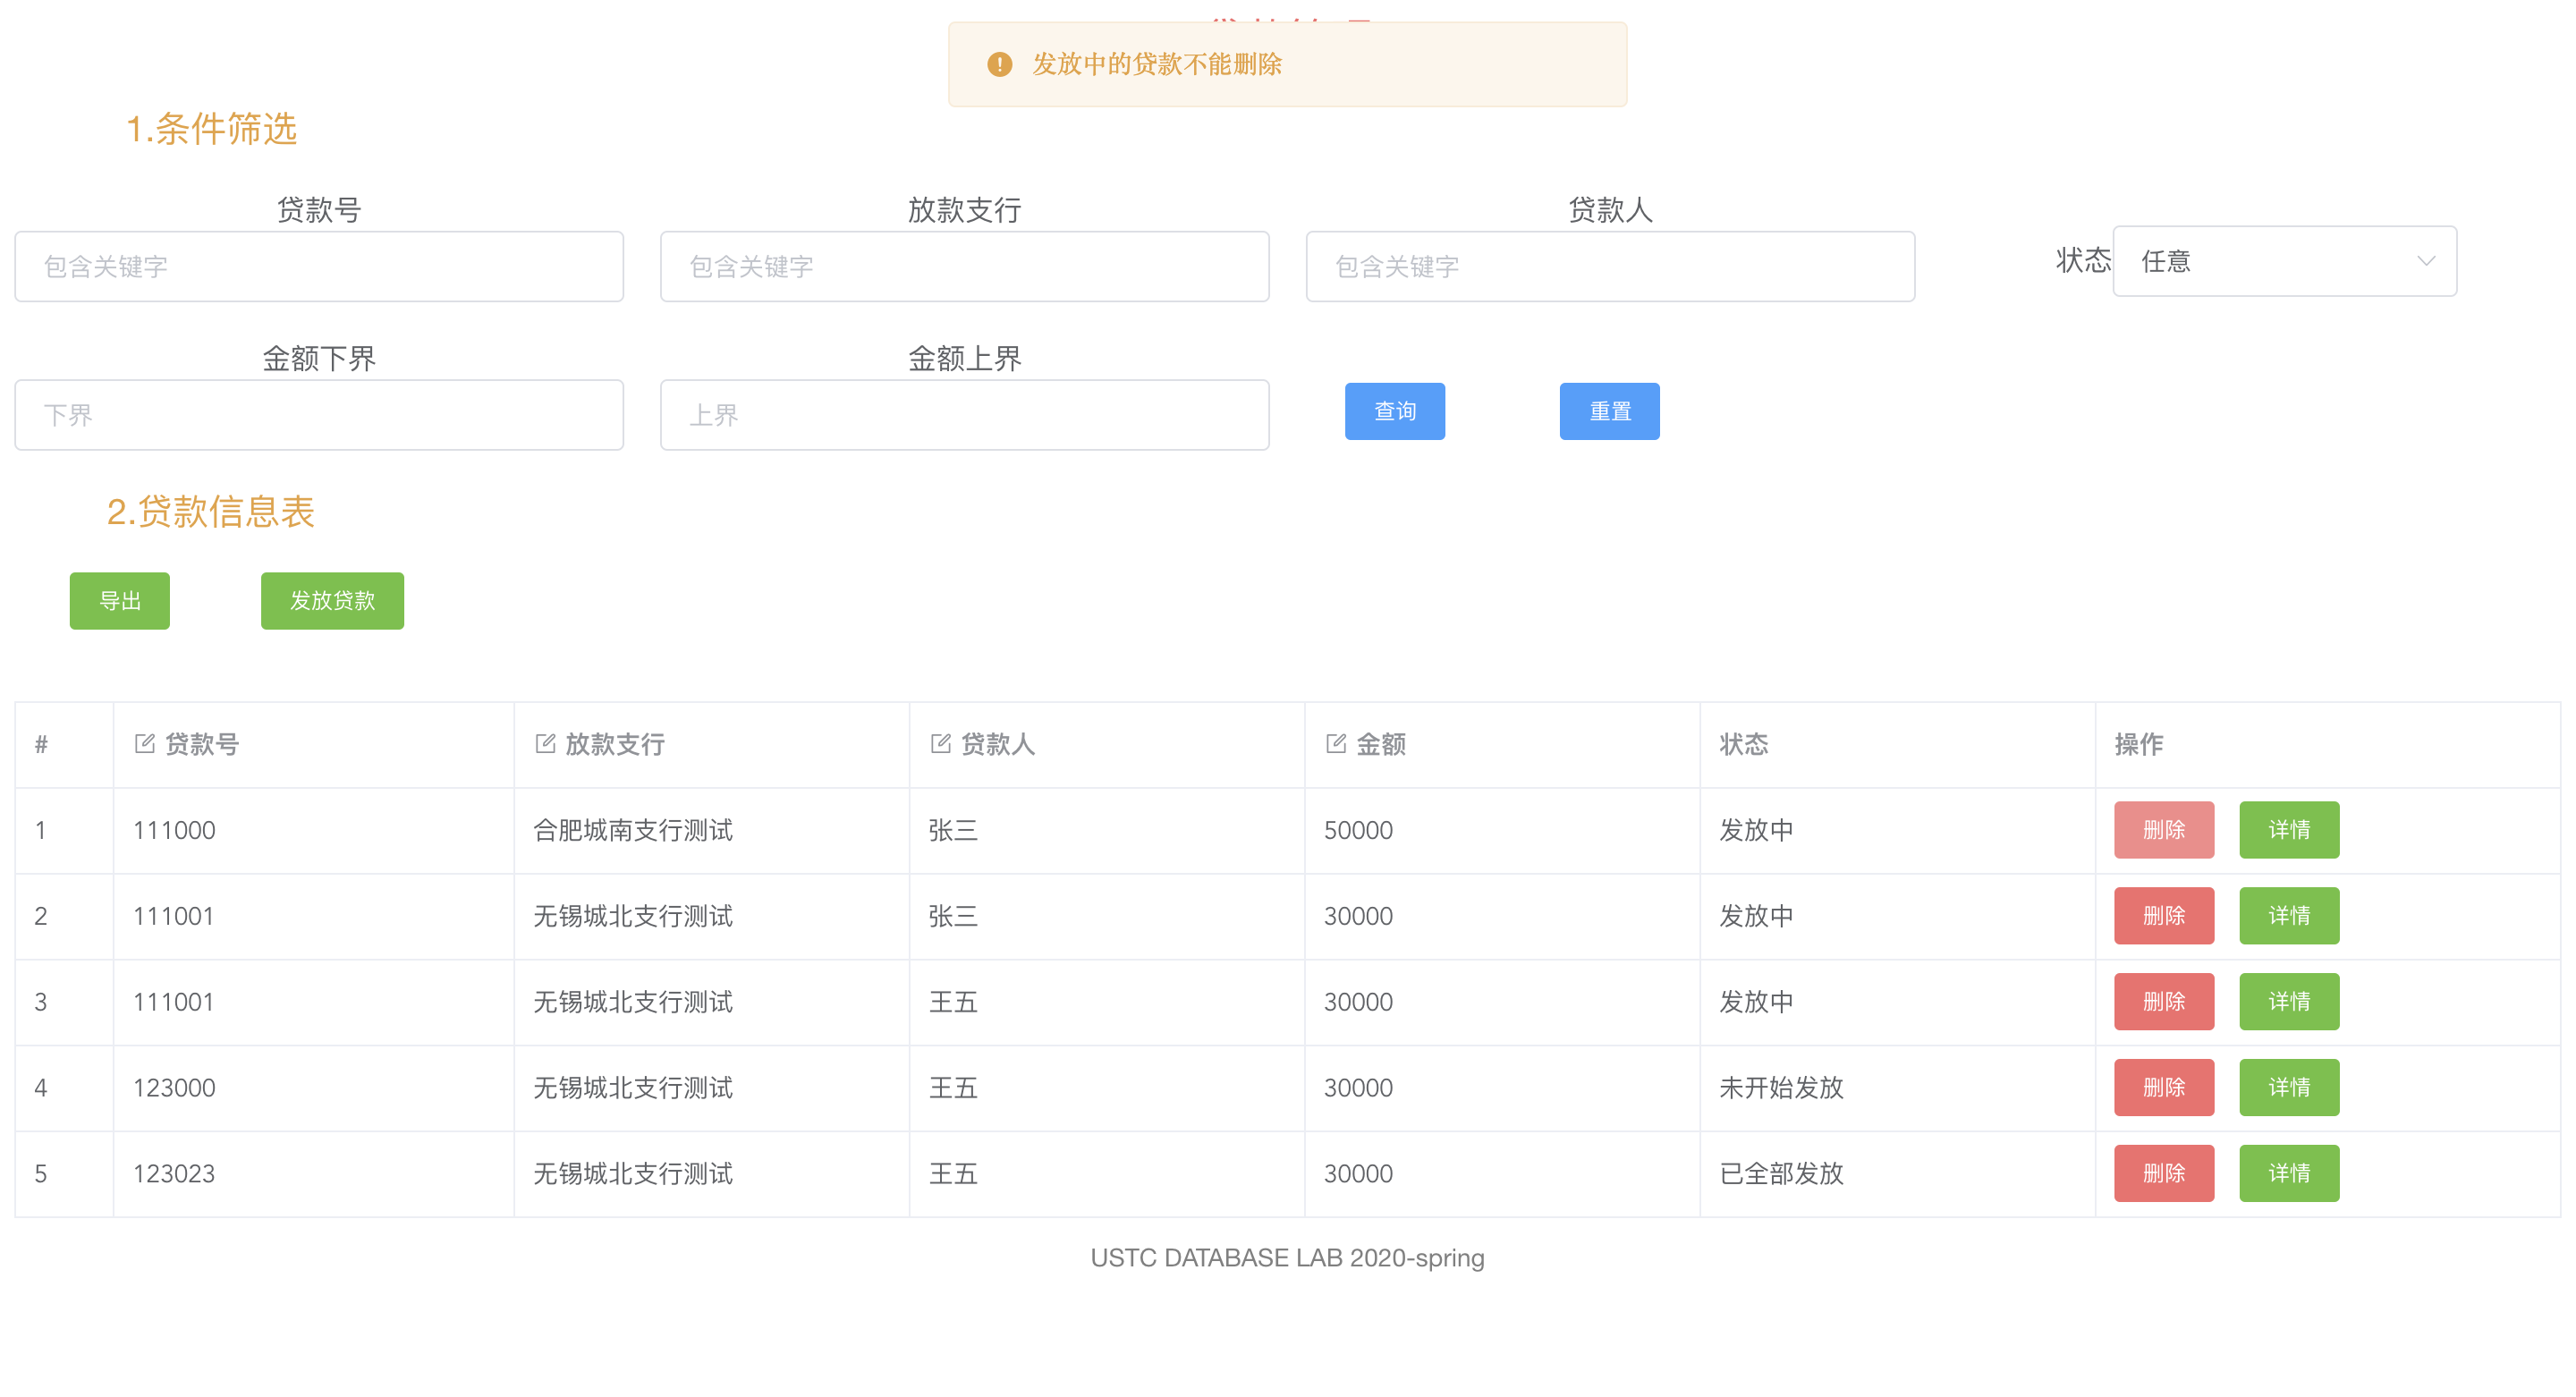 发放中的贷款不能删除
1.条件筛选
贷款号 放款支行 贷款人
包含关键字 包含关键字 包含关键字 状态 任意
金额下界 金额上界
下界 上界 查询 重置
2.贷款信息表
导出 发放贷款
# 贷款号 放款支行 贷款人 金额 状态 操作
1 111000 合肥城南支行测试 张三 50000 发放中 删除 详情
2 111001 无锡城北支行测试 张三 30000 发放中 删除 详情
3 111001 无锡城北支行测试 王五 30000 发放中 删除 详情
4 123000 无锡城北支行测试 王五 30000 未开始发放 删除 详情
5 123023 无锡城北支行测试 王五 30000 已全部发放 删除 详情
USTC DATABASE LAB 2020-spring